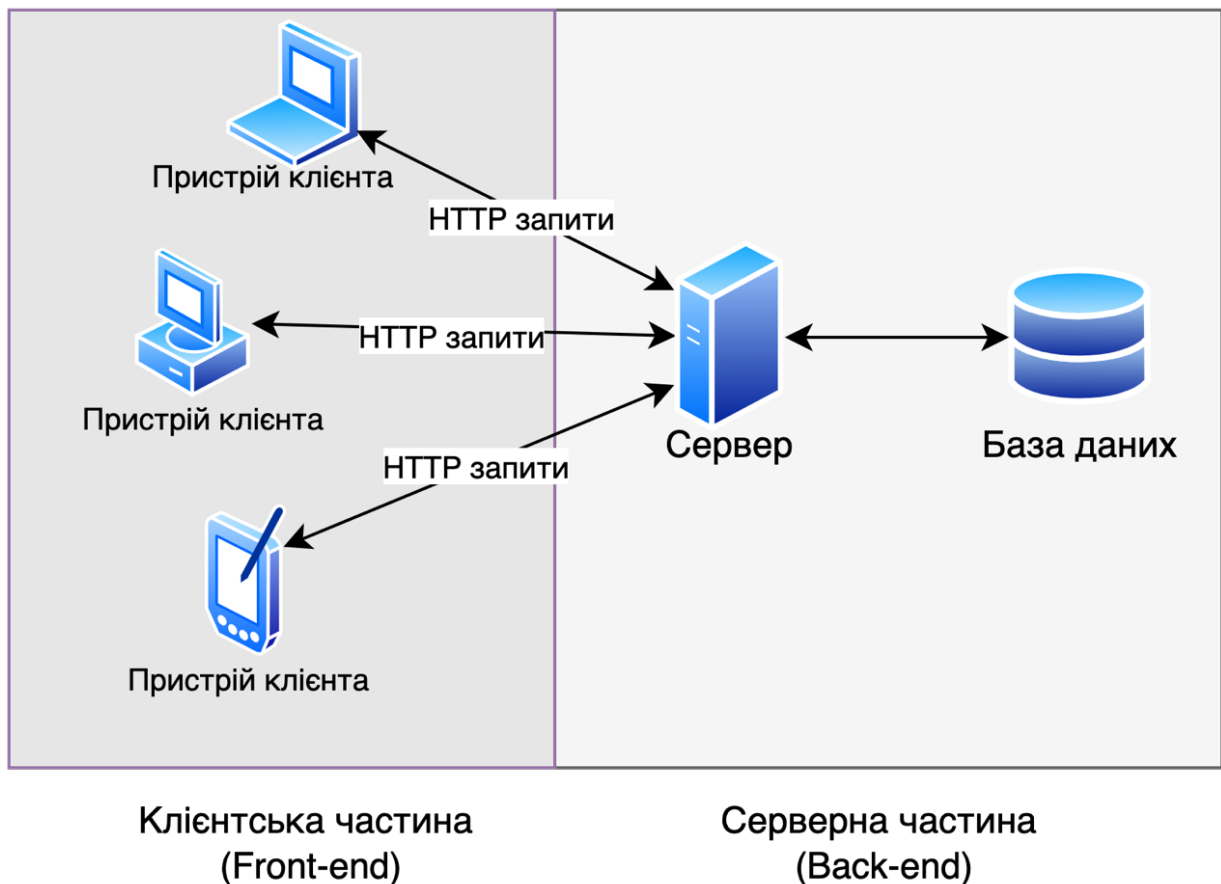 Пристрій клієнта
HTTP запити
HTTP запити
Пристрій клієнта
Сервер
База даних
HTTP запити
Пристрій клієнта
Клієнтська частина
(Front-end)
Серверна частина
(Back-end)